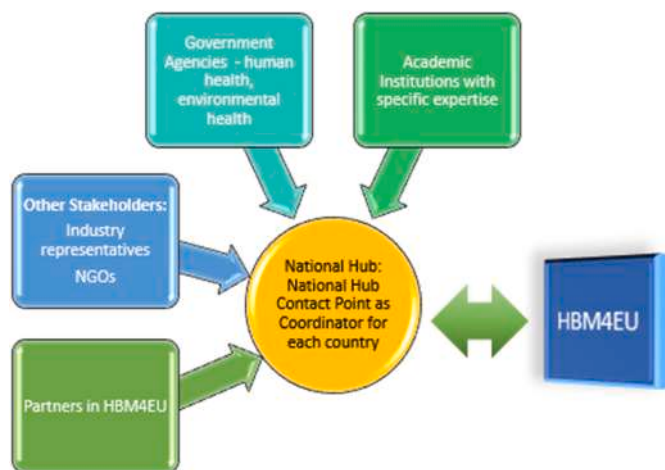 Government
Agencies - human
health,
environmental
health
Academic
Institutions with
specific expertise
Other Stakeholders:
Industry
representatives
NGOs
National Hub:
National Hub
Contact Point as
Coordinator for
each country
HBM4EU
Partners in HBM4EU